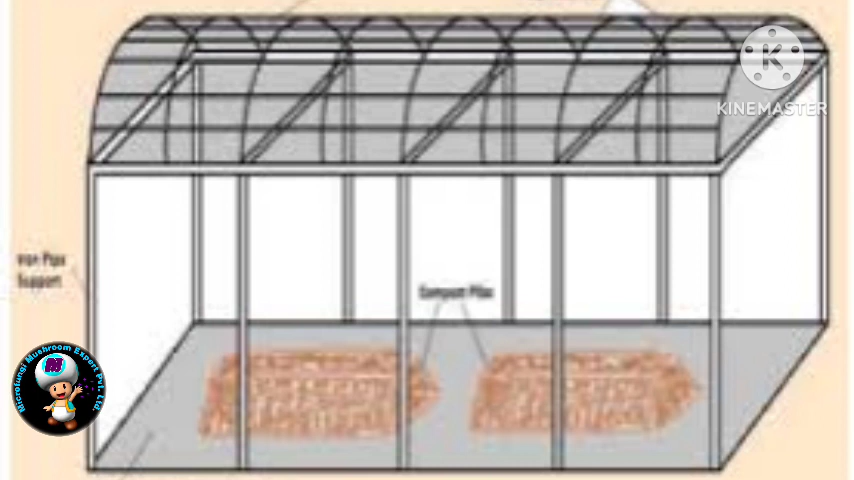 KINEMASTER
Iron Pipe
Support
Compost Piles
Microfungi Mushroom Expert Pvt. Ltd.
M